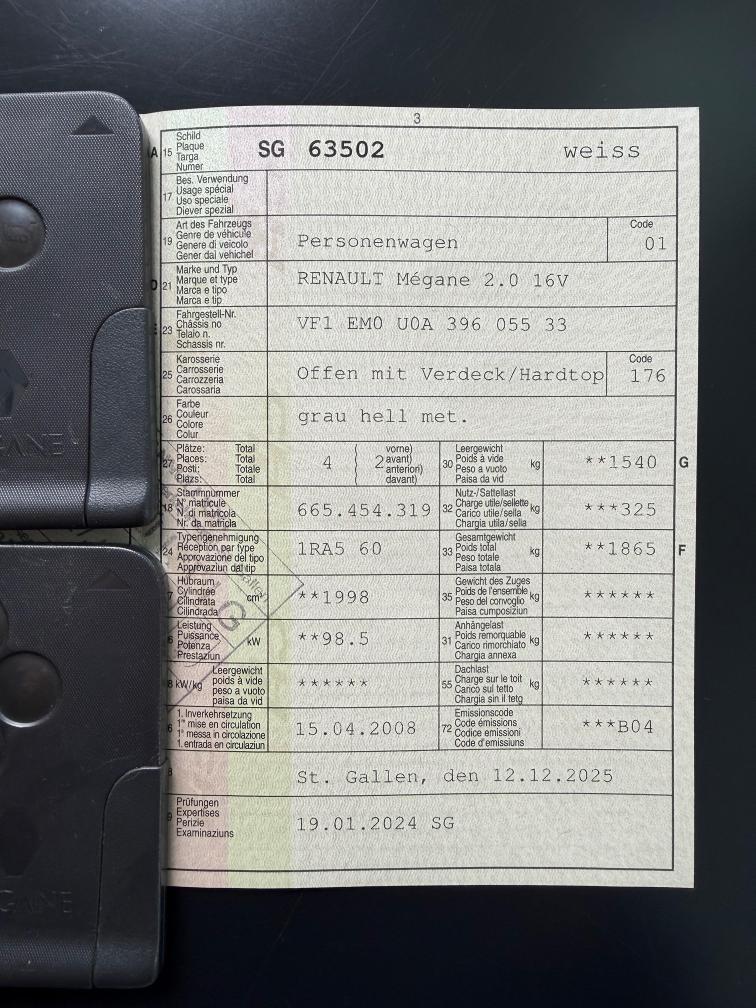 3
A 15 Schild
Plaque
Targa
Numer
SG 63502 weiss
17 Bes. Verwendung
Usage spécial
Uso speciale
Diever spezial
19 Art des Fahrzeugs
Genre de véhicule
Genere di veicolo
Gener dal vehichel
Personenwagen
Code
01
D 21 Marke und Typ
Marque et type
Marca e tipo
Marca e tip
RENAULT Mégane 2.0 16V
23 Fahrgestell-Nr.
Châssis no
Telaio n.
Schassis nr.
VF1 EM0 U0A 396 055 33
25 Karosserie
Carrosserie
Carrozzeria
Carossaria
Offen mit Verdeck/Hardtop
Code
176
26 Farbe
Couleur
Colore
Colur
grau hell met.
27 Plätze: Total
Places: Total
Posti: Totale
Plazs: Total
4
2
vorne)
avant)
anterion)
davant)
30 Leergewicht
Poids à vide
Peso a vuoto
Paisa da vid
kg
**1540
G
18 Stammnummer
N° matricule
N. di matricola
Nr. da matricla
665.454.319
32 Nutz-/Sattellast
Charge utile/sellette
Carico utile/sella
Chargia utila/sella
kg
***325
24 Typengenehmigung
Réception par type
Approvazione del tipo
Approvaziun dal tip
1RA5 60
33 Gesamtgewicht
Poids total
Peso totale
Paisa totala
kg
**1865
F
7 Hubraum
Cylindrée
Cilindrata
Cilindrada
cm³
**1998
35 Gewicht des Zuges
Poids de l'ensemble
Peso del convoglio
Paisa cumposiziun
kg
******
6 Leistung
Puissance
Potenza
Prestaziun
kW
**98.5
31 Anhängelast
Poids remorquable
Carico rimorchiato
Chargia annexa
kg
******
8 kW/kg
Leergewicht
poids à vide
peso a vuoto
paisa da vid
******
55 Dachlast
Charge sur le toit
Carico sul tetto
Chargia sin il tetg
kg
******
6 1. Inverkehrsetzung
1re mise en circulation
1a messa in circolazione
1. entrada en circulaziun
15.04.2008
72 Emissionscode
Code émissions
Codice emissioni
Code d'emissiuns
***B04
8
St. Gallen, den 12.12.2025
9 Prüfungen
Expertises
Perizie
Examinaziuns
19.01.2024 SG